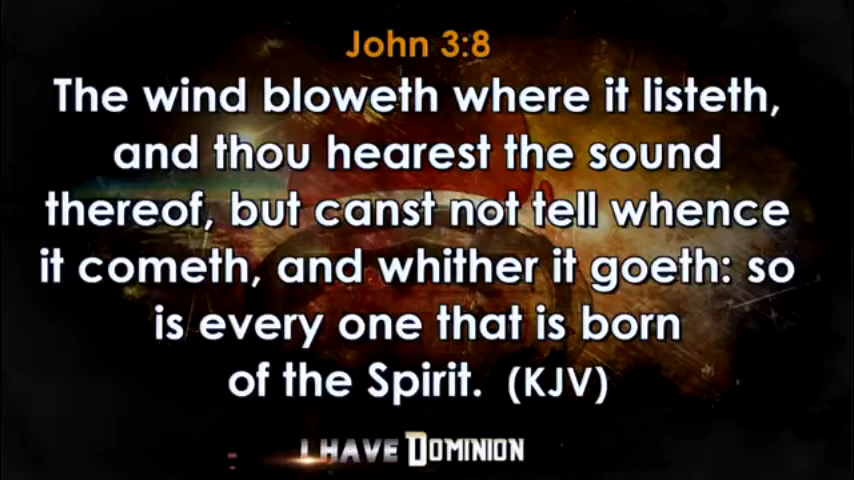 John 3:8
The wind bloweth where it listeth,
and thou hearest the sound
thereof, but canst not tell whence
it cometh, and whither it goeth: so
is every one that is born
of the Spirit. (KJV)
I HAVE DOMINION